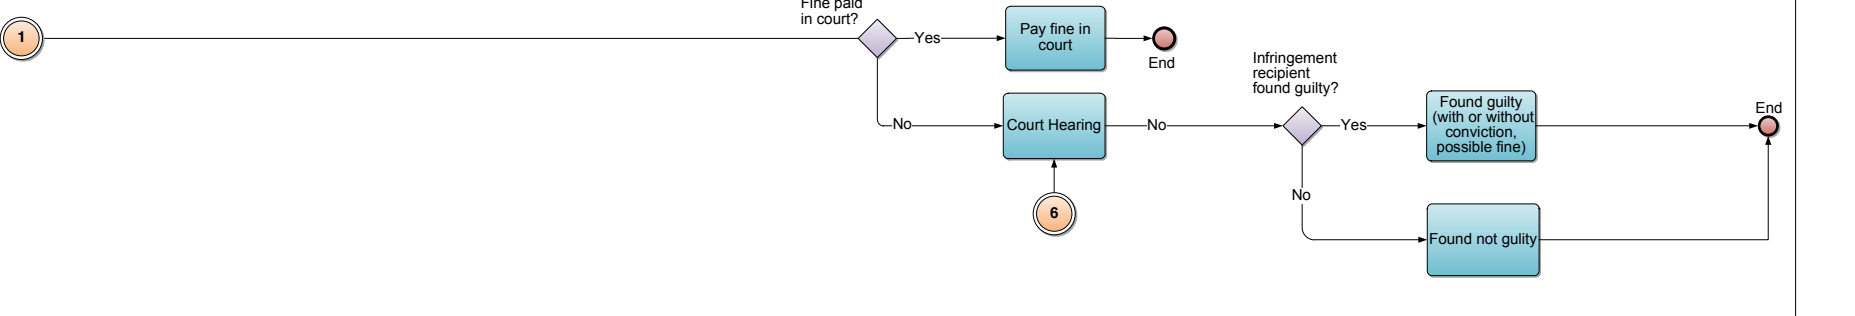 Fine paid
in court?
1
Yes
Pay fine in
court
End
Infringement
recipient
found guilty?
No
Court Hearing
No
Yes
Found guilty
(with or without
conviction,
possible fine)
End
No
6
Found not gulity